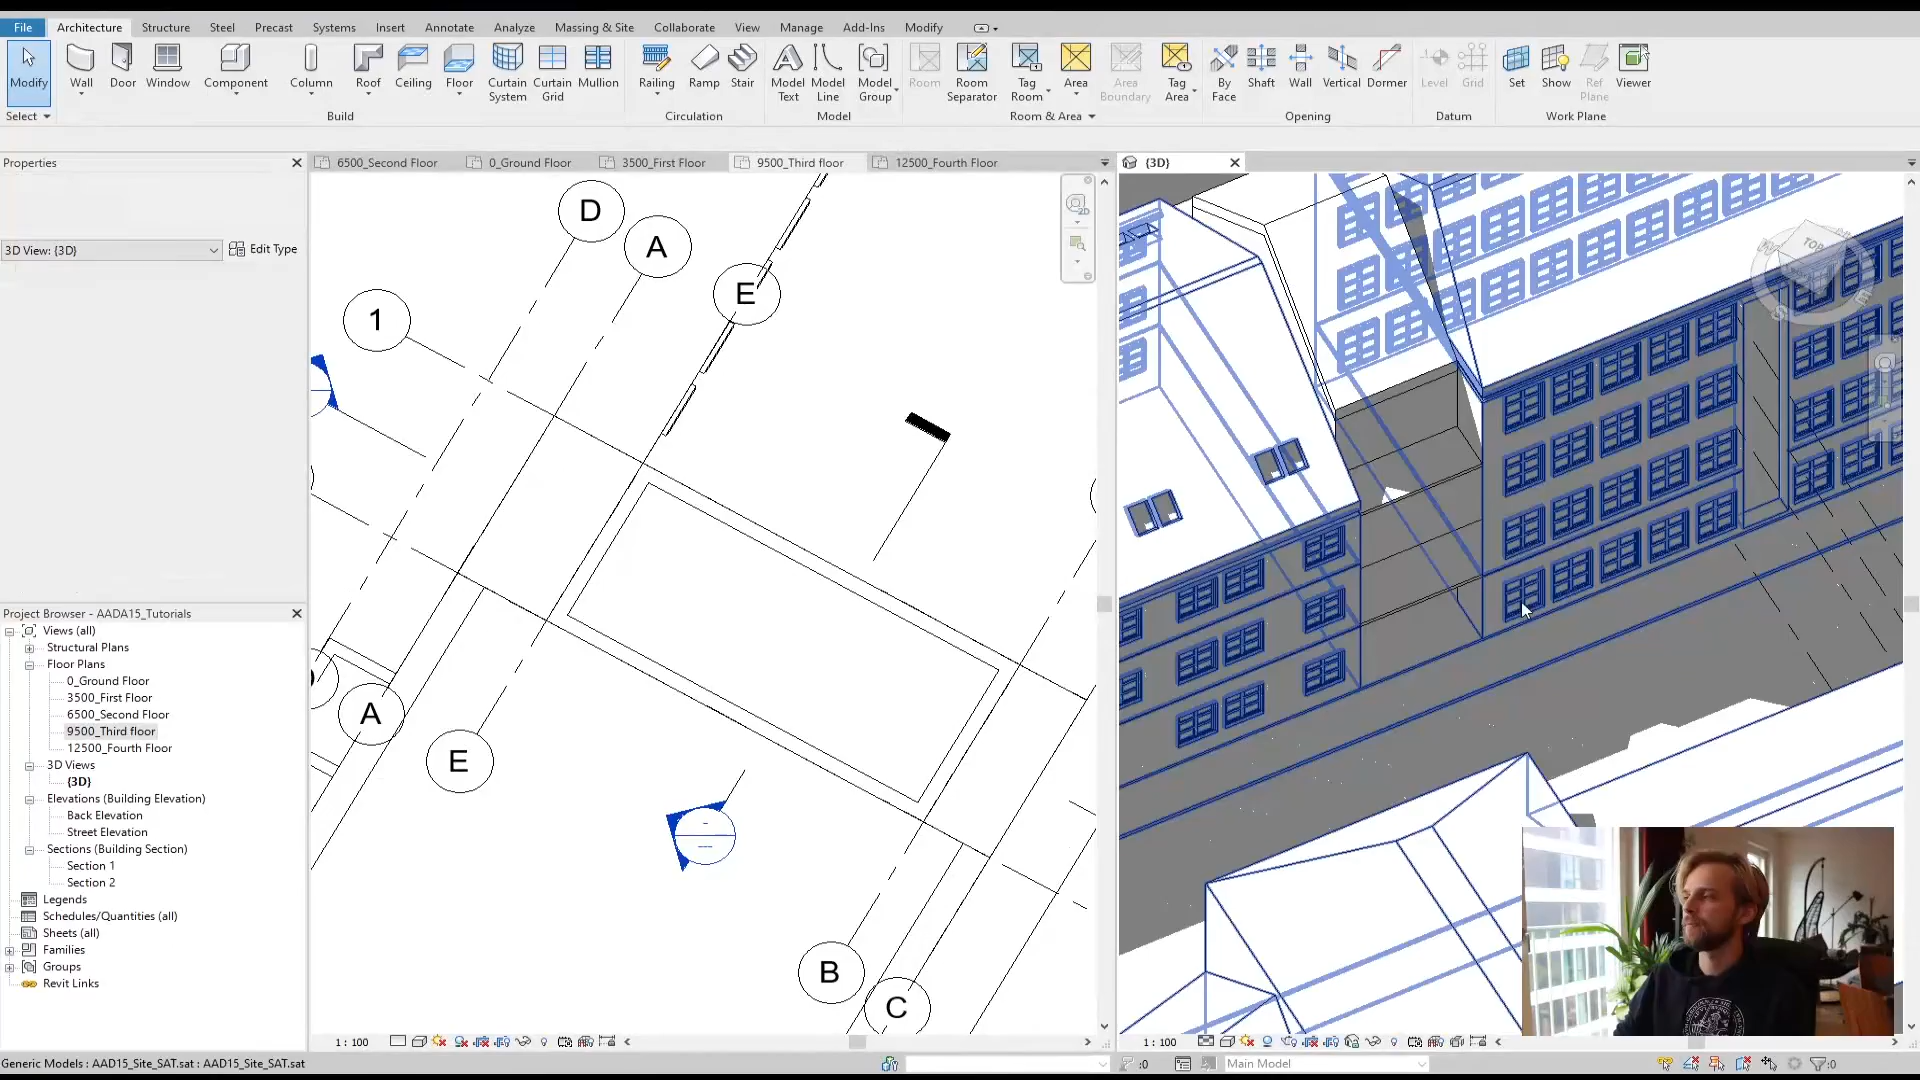 File Architecture Structure Steel Precast Systems Insert Annotate Analyze Massing & Site Collaborate View Manage Add-Ins Modify
Modify Wall Door Window Component Column Roof Ceiling Floor Curtain System Curtain Grid Mullion Railing Ramp Stair Model Text Model Line Model Group Room Room Separator Tag Room Area Area Boundary Tag Area By Face Shaft Wall Vertical Dormer Level Grid Set Show Ref Plane Viewer
Select Build Circulation Model Room & Area Opening Datum Work Plane
Properties
6500_Second Floor 0_Ground Floor 3500_First Floor 9500_Third floor 12500_Fourth Floor {3D}
3D View: {3D} Edit Type
D
A
E
1
TOP
S
E
A
E
B
C
Project Browser - AADA15_Tutorials
Views (all)
Structural Plans
Floor Plans
0_Ground Floor
3500_First Floor
6500_Second Floor
9500_Third floor
12500_Fourth Floor
3D Views
{3D}
Elevations (Building Elevation)
Back Elevation
Street Elevation
Sections (Building Section)
Section 1
Section 2
Legends
Schedules/Quantities (all)
Sheets (all)
Families
Groups
Revit Links
1 : 100
1 : 100
Generic Models : AAD15_Site_SAT.sat : AAD15_Site_SAT.sat
:0
Main Model
:0